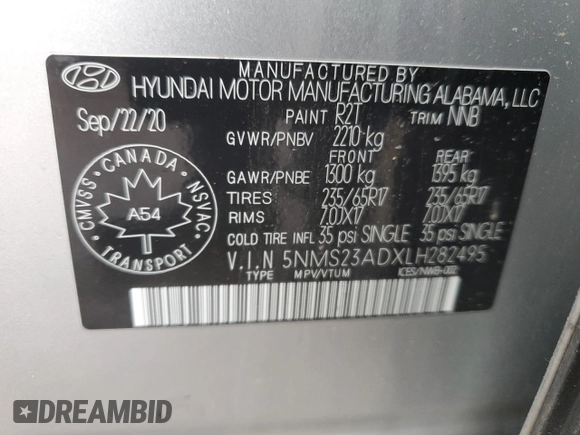 MANUFACTURED BY
HYUNDAI MOTOR MANUFACTURING ALABAMA, LLC
Sep/22/20 PAINT R2T TRIM NNB
GVWR/PNBV 2210 kg
FRONT REAR
GAWR/PNBE 1300 kg 1395 kg
TIRES 235/65R17 235/65R17
RIMS 7.0JX17 7.0JX17
COLD TIRE INFL 35 psi SINGLE 35 psi SINGLE
V.I.N 5NMS23ADXLH282495
TYPE MPV/VTUM ICES/NWB-002
CANADA
CMVSS NSVAC
A54
TRANSPORT
DREAMBID